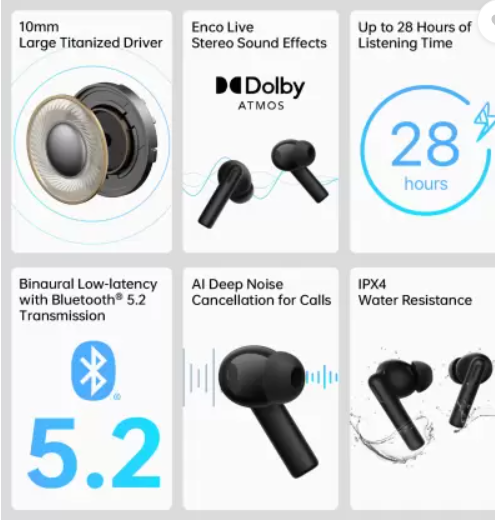 10mm
Large Titanized Driver
Enco Live
Stereo Sound Effects
Dolby
ATMOS
Up to 28 Hours of
Listening Time
28
hours
Binaural Low-latency
with Bluetooth® 5.2
Transmission
®
5.2
AI Deep Noise
Cancellation for Calls
IPX4
Water Resistance